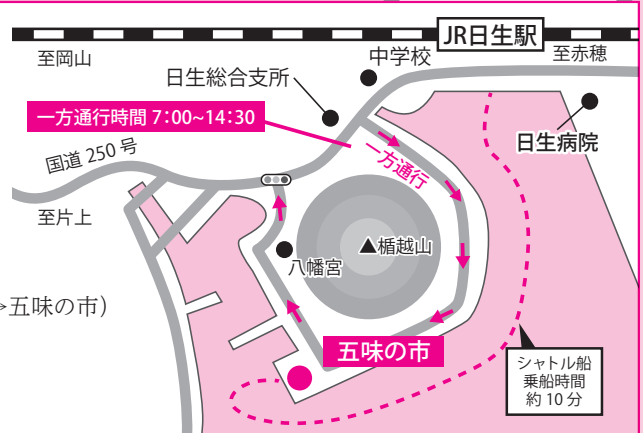 JR日生駅
至岡山
至赤穂
中学校
日生総合支所
日生病院
一方通行時間 7:00~14:30
一方通行
国道 250 号
至片上
▲楯越山
八幡宮
→五味の市)
五味の市
シャトル船
乗船時間
約 10 分